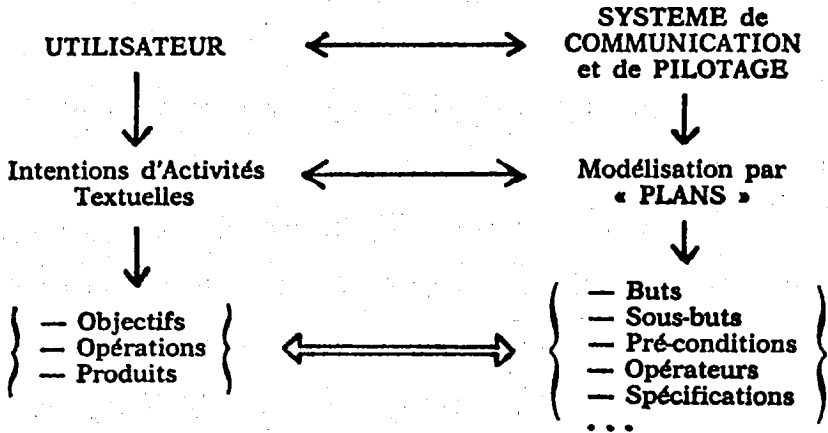 UTILISATEUR
SYSTEME de
COMMUNICATION
et de PILOTAGE
Intentions d'Activités
Textuelles
Modélisation par
« PLANS »
— Objectifs
— Opérations
— Produits
— Buts
— Sous-buts
— Pré-conditions
— Opérateurs
— Spécifications
. . .